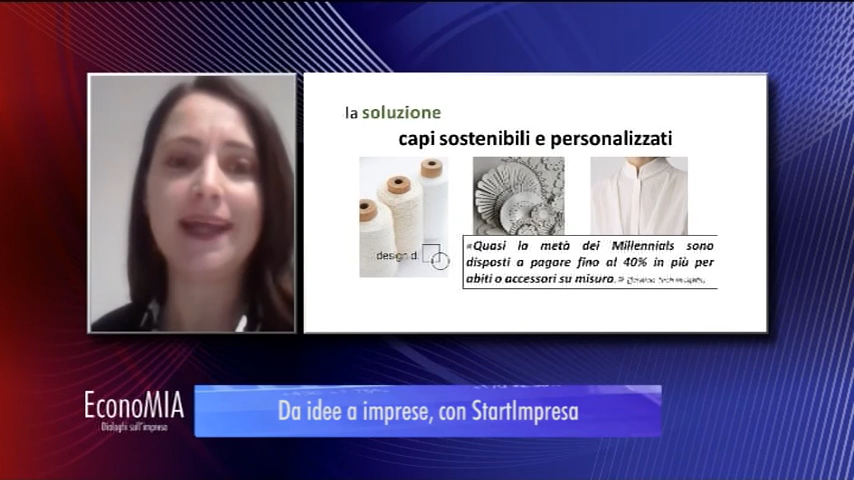 la soluzione
capi sostenibili e personalizzati
design d.
«Quasi la metà dei Millennials sono
disposti a pagare fino al 40% in più per
abiti o accessori su misura.»
EconoMIA
Dialoghi sull'impresa
Da idee a imprese, con StartImpresa